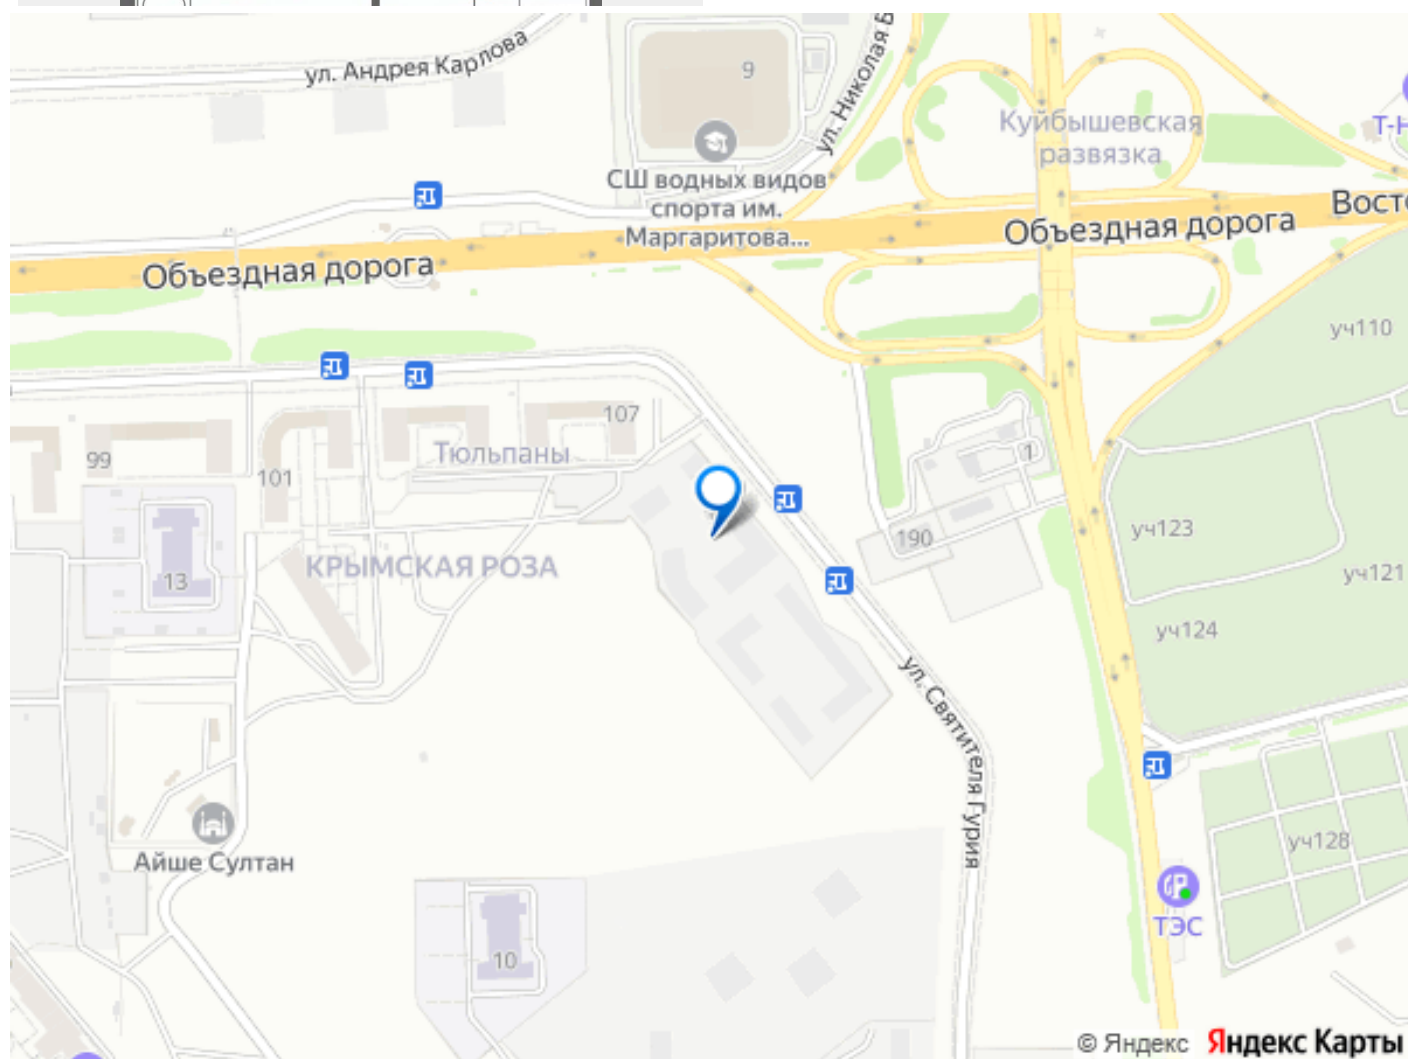 ул. Андрея Карлова
9
ул. Николая Б
Куйбышевская
развязка
Т-Н
СШ водных видов
спорта им.
Маргаритова...
Объездная дорога
Восто
Объездная дорога
уч110
107
Тюльпаны
99
101
1
190
уч123
КРЫМСКАЯ РОЗА
13
уч121
уч124
ул. Святителя Гурия
уч128
Айше Султан
ТЭС
10
© Яндекс Яндекс Карты